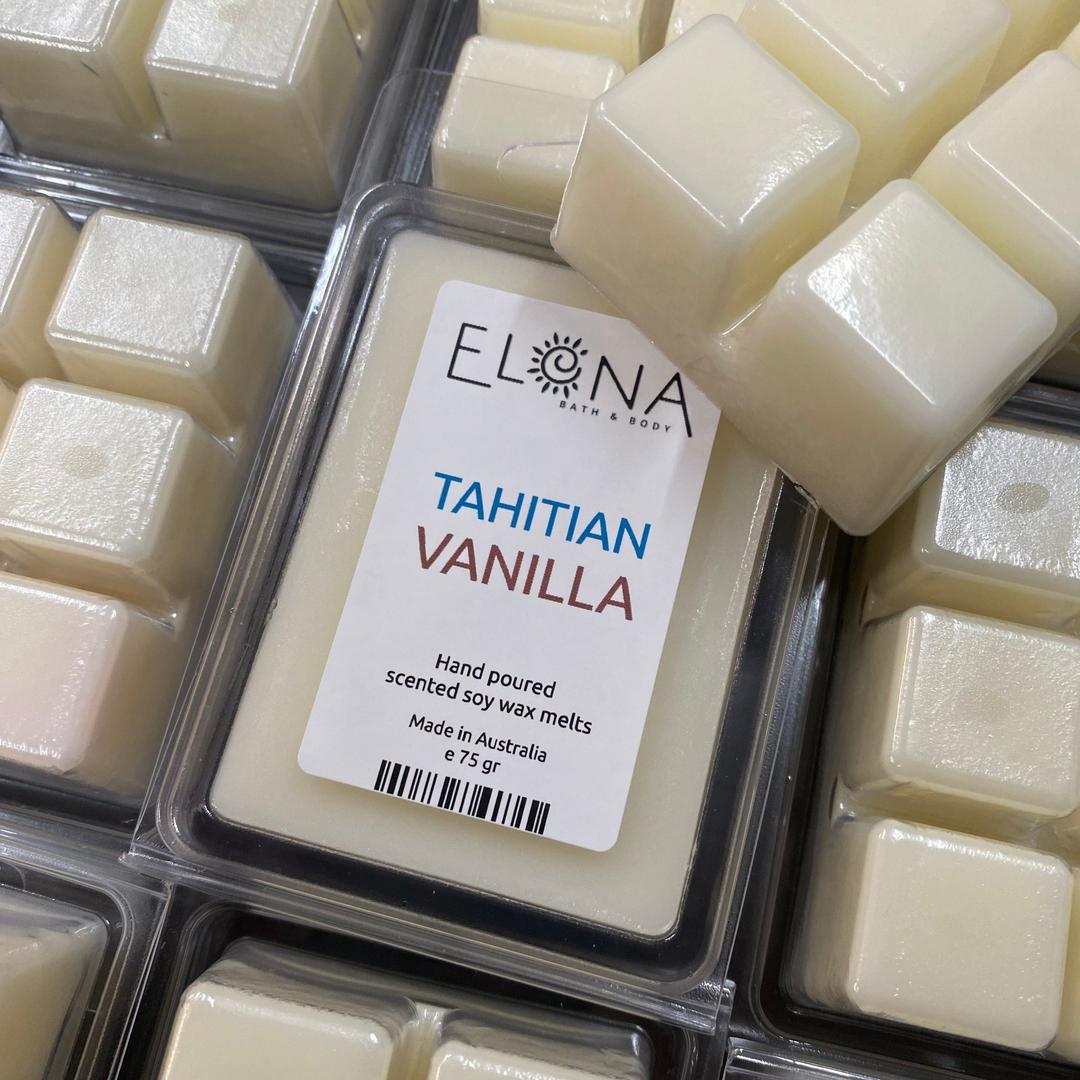 ELONA
BATH & BODY
TAHITIAN
VANILLA
Hand poured
scented soy wax melts
Made in Australia
e 75 gr